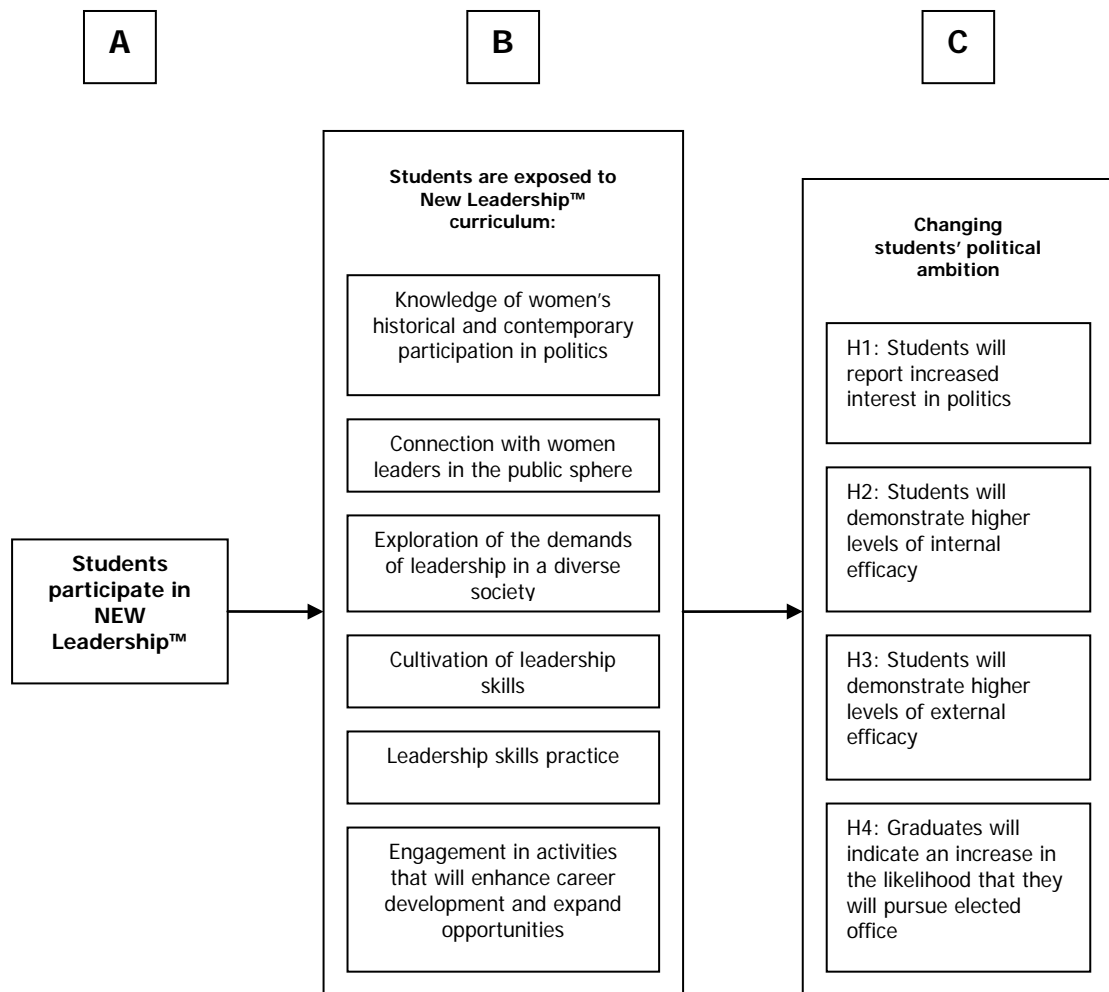 A
B
C
Students
participate in
NEW
Leadership™
Students are exposed to
New Leadership™
curriculum:
Knowledge of women's
historical and contemporary
participation in politics
Connection with women
leaders in the public sphere
Exploration of the demands
of leadership in a diverse
society
Cultivation of leadership
skills
Leadership skills practice
Engagement in activities
that will enhance career
development and expand
opportunities
Changing
students' political
ambition
H1: Students will
report increased
interest in politics
H2: Students will
demonstrate higher
levels of internal
efficacy
H3: Students will
demonstrate higher
levels of external
efficacy
H4: Graduates will
indicate an increase in
the likelihood that they
will pursue elected
office